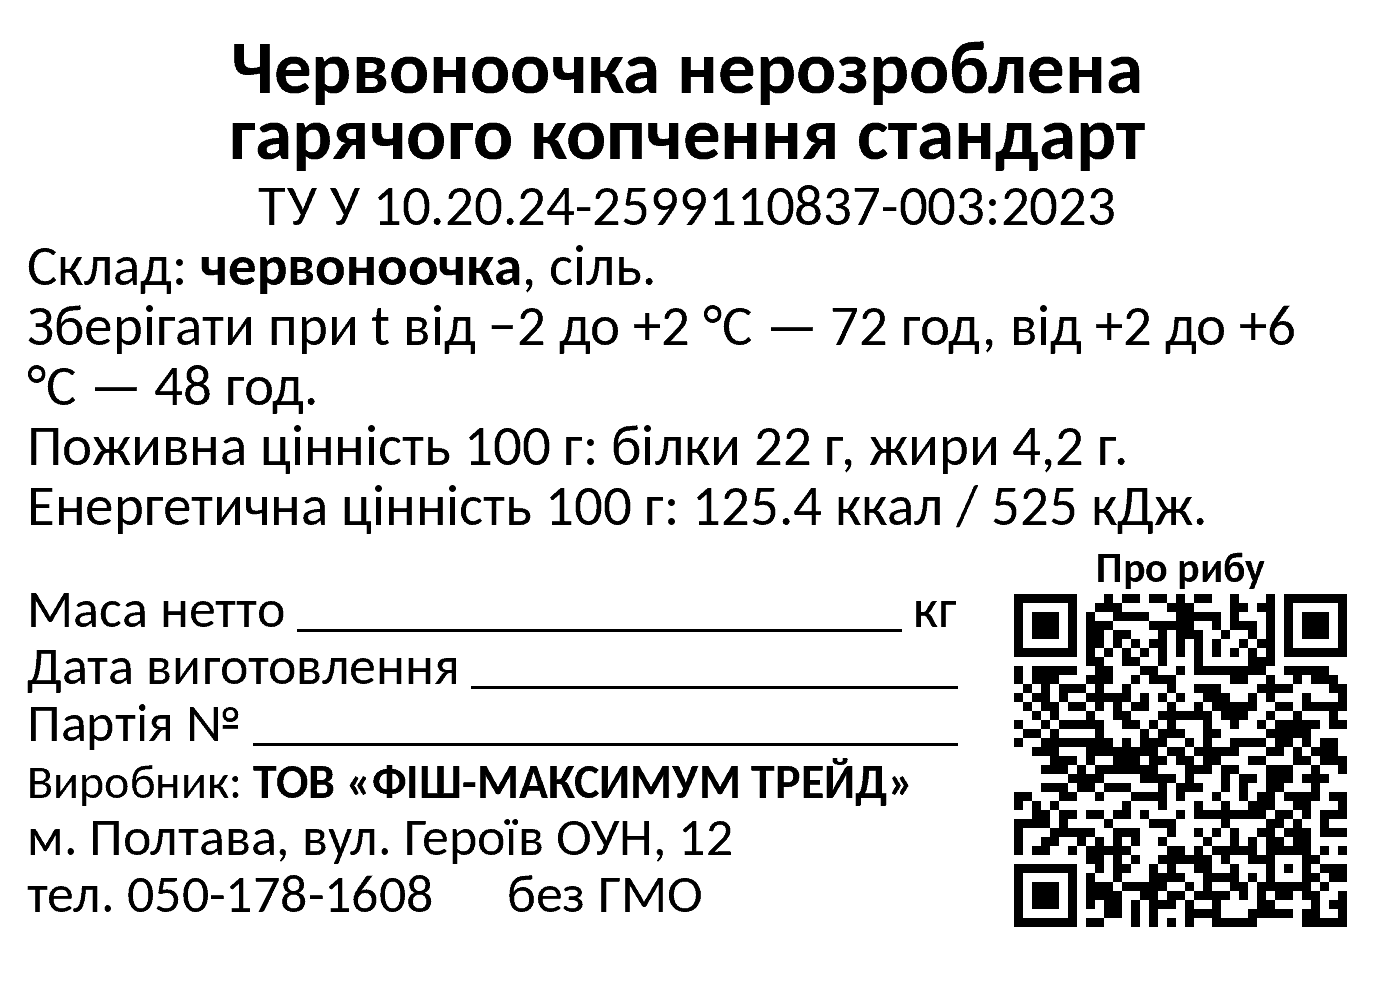 Червоноочка нерозроблена
гарячого копчення стандарт
ТУ У 10.20.24-2599110837-003:2023
Склад: червоноочка, сіль.
Зберігати при t від −2 до +2 °С — 72 год, від +2 до +6
°С — 48 год.
Поживна цінність 100 г: білки 22 г, жири 4,2 г.
Енергетична цінність 100 г: 125.4 ккал / 525 кДж.
Про рибу
Маса нетто ______________________ кг
Дата виготовлення __________________
Партія № __________________________
Виробник: ТОВ «ФІШ-МАКСИМУМ ТРЕЙД»
м. Полтава, вул. Героїв ОУН, 12
тел. 050-178-1608 без ГМО